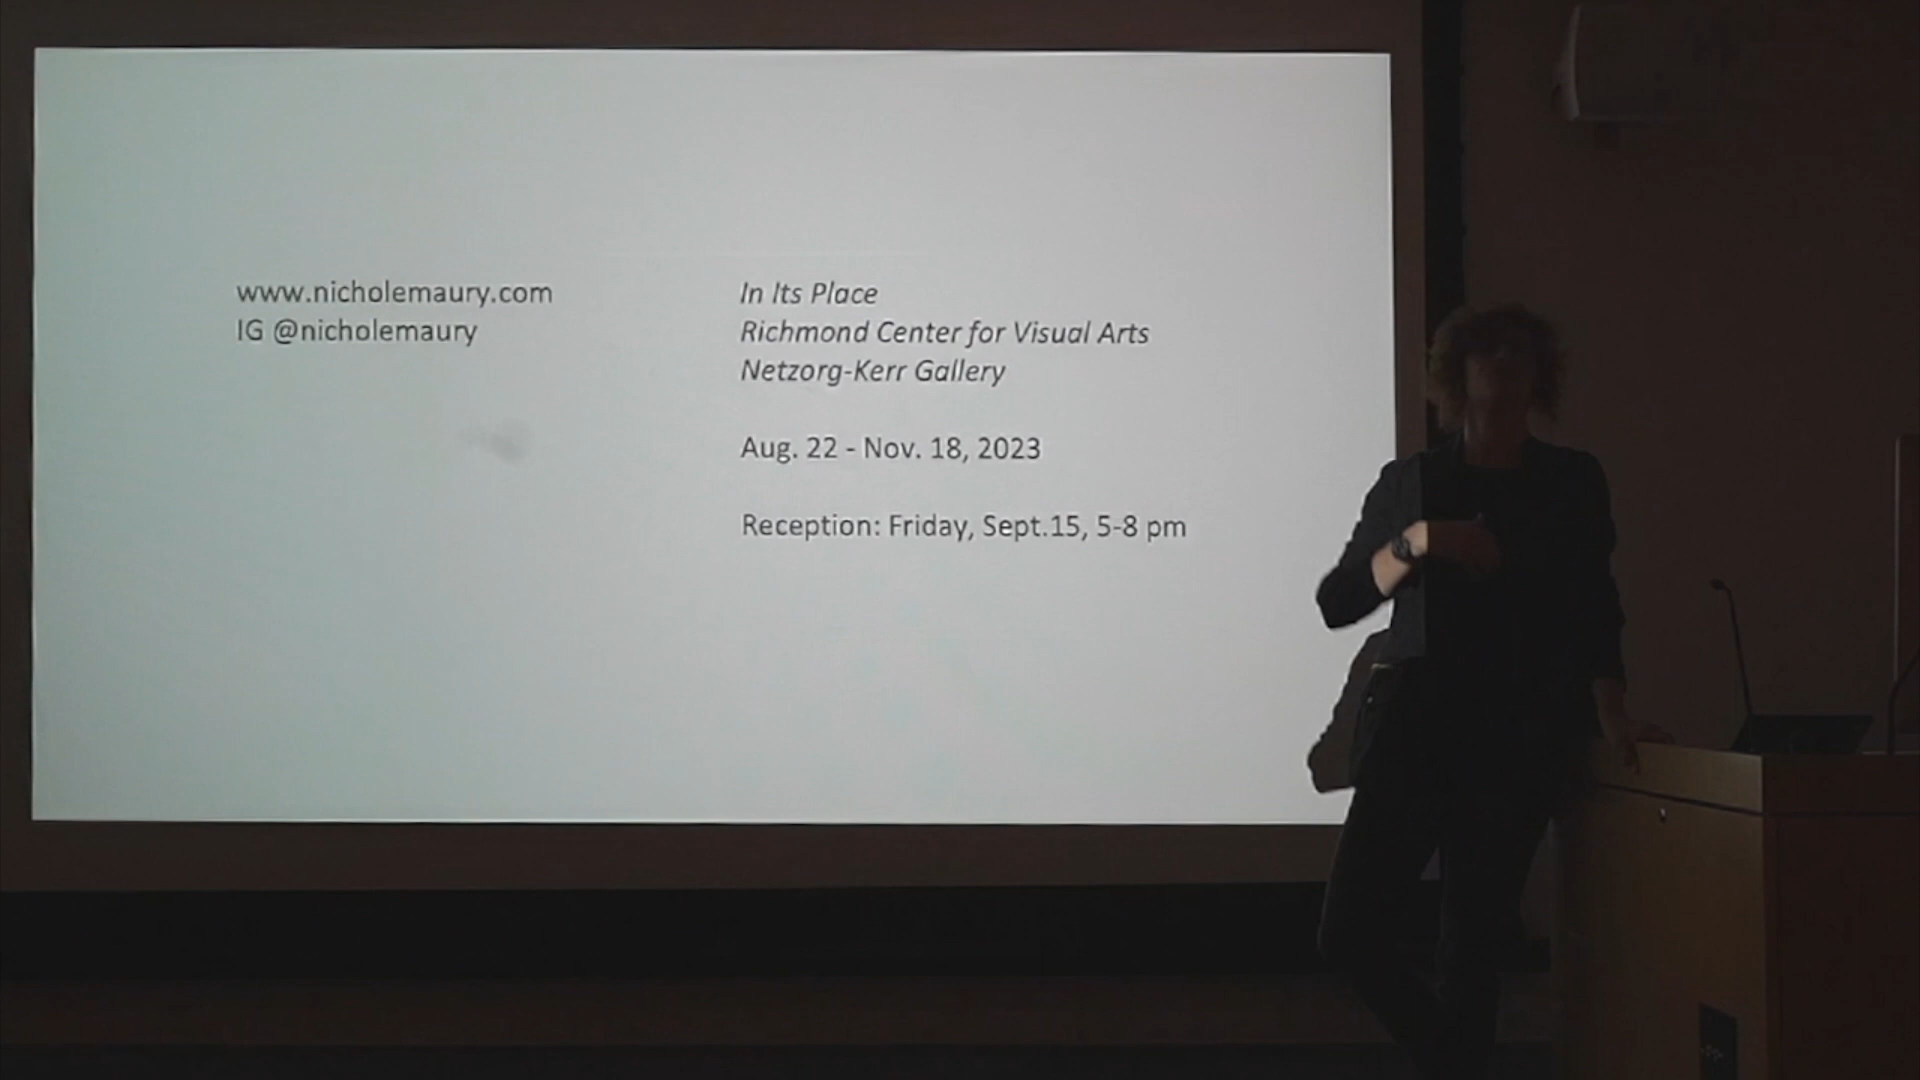 www.nicholemaury.com
IG @nicholemaury
In Its Place
Richmond Center for Visual Arts
Netzorg-Kerr Gallery
Aug. 22 - Nov. 18, 2023
Reception: Friday, Sept.15, 5-8 pm